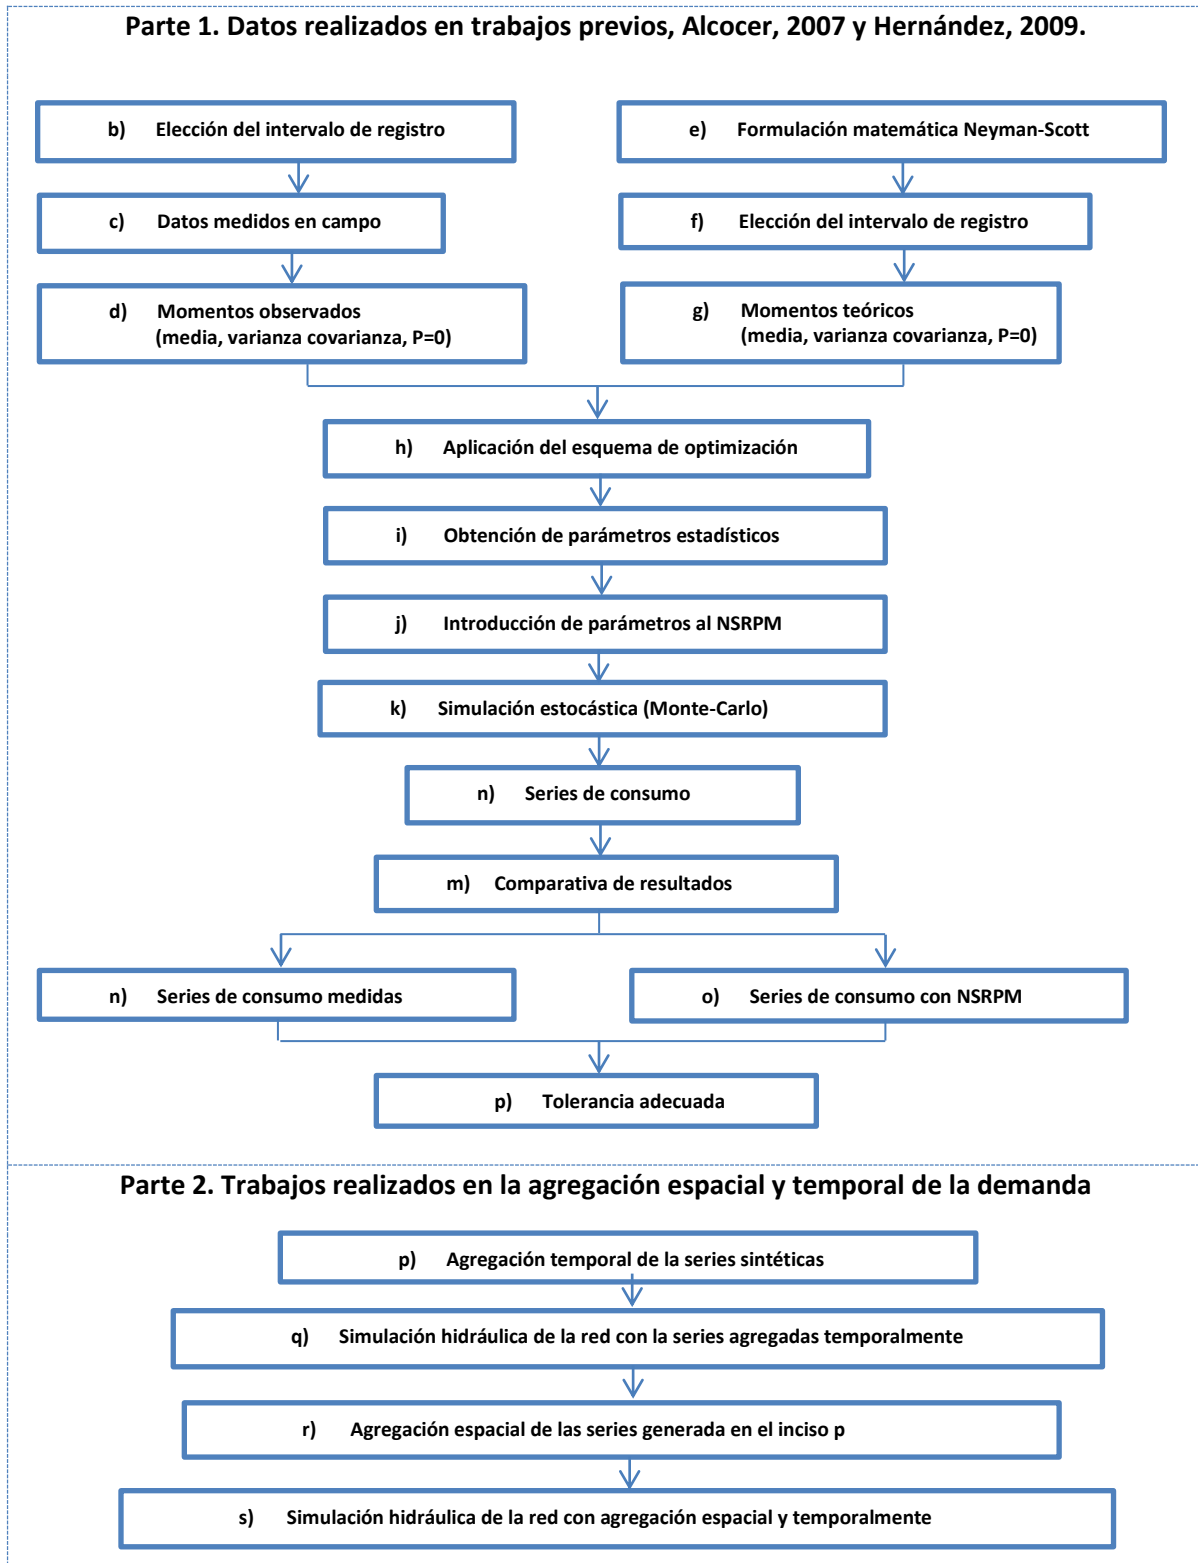 Parte 1. Datos realizados en trabajos previos, Alcocer, 2007 y Hernández, 2009.
b) Elección del intervalo de registro
e) Formulación matemática Neyman-Scott
c) Datos medidos en campo
f) Elección del intervalo de registro
d) Momentos observados
(media, varianza covarianza, P=0)
g) Momentos teóricos
(media, varianza covarianza, P=0)
h) Aplicación del esquema de optimización
i) Obtención de parámetros estadísticos
j) Introducción de parámetros al NSRPM
k) Simulación estocástica (Monte-Carlo)
n) Series de consumo
m) Comparativa de resultados
n) Series de consumo medidas
o) Series de consumo con NSRPM
p) Tolerancia adecuada
Parte 2. Trabajos realizados en la agregación espacial y temporal de la demanda
p) Agregación temporal de la series sintéticas
q) Simulación hidráulica de la red con la series agregadas temporalmente
r) Agregación espacial de las series generada en el inciso p
s) Simulación hidráulica de la red con agregación espacial y temporalmente